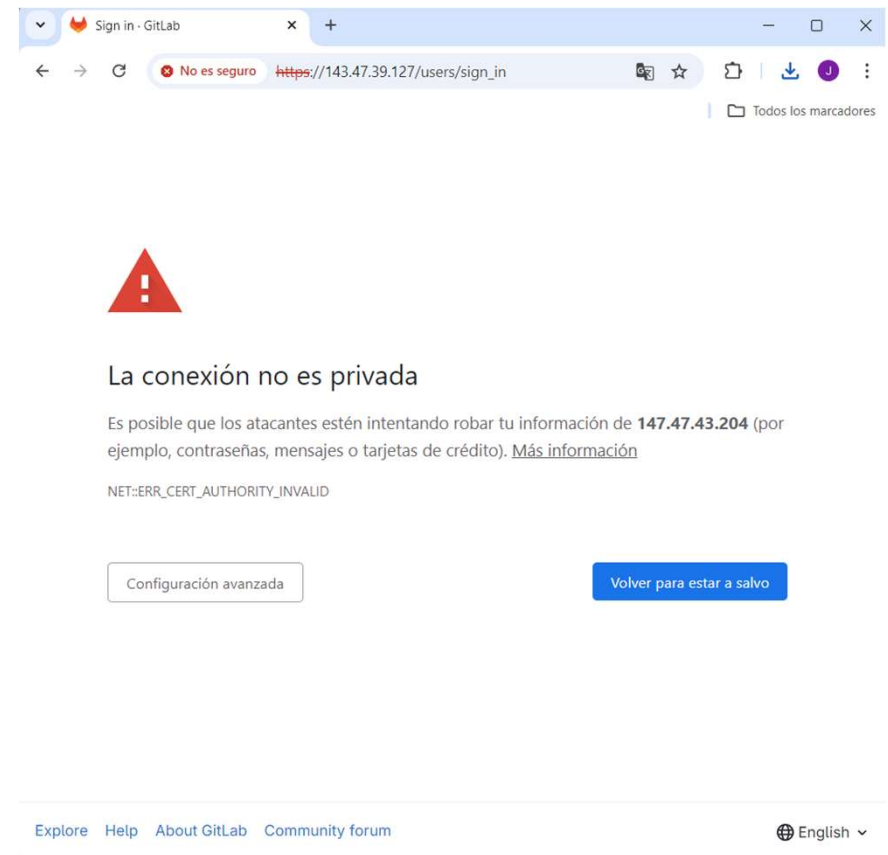 Sign in · GitLab
No es seguro https://143.47.39.127/users/sign_in
J
Todos los marcadores
La conexión no es privada
Es posible que los atacantes estén intentando robar tu información de 147.47.43.204 (por
ejemplo, contraseñas, mensajes o tarjetas de crédito). Más información
NET::ERR_CERT_AUTHORITY_INVALID
Configuración avanzada
Volver para estar a salvo
Explore Help About GitLab Community forum
English